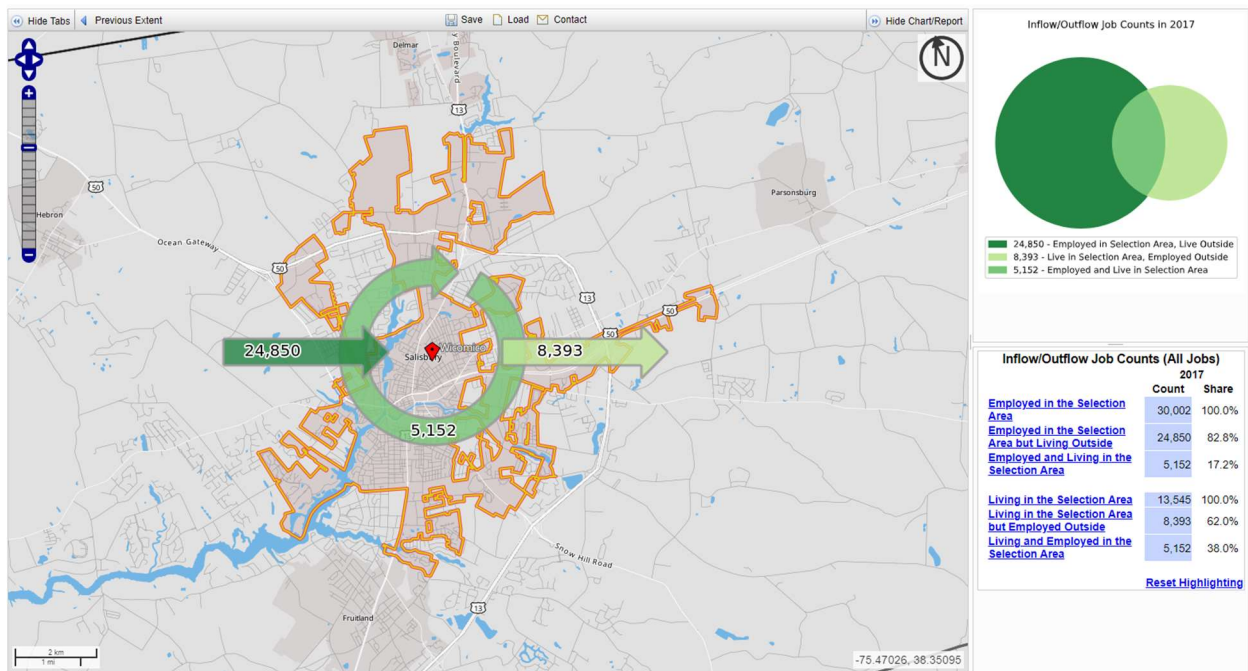 Hide Tabs Previous Extent Save Load Contact Hide Chart/Report
Delmar
y Boulevard
N
13
50
Hebron
Parsonsburg
Ocean Gateway
50
13
50
50
24,850
Wicomico
Salisbury
8,393
5,152
Snow Hill Road
13
Fruitland
2 km
1 mi
-75.47026, 38.35095
Inflow/Outflow Job Counts in 2017
24,850 - Employed in Selection Area, Live Outside
8,393 - Live in Selection Area, Employed Outside
5,152 - Employed and Live in Selection Area
Inflow/Outflow Job Counts (All Jobs)
2017
Count Share
Employed in the Selection
Area 30,002 100.0%
Employed in the Selection
Area but Living Outside 24,850 82.8%
Employed and Living in the
Selection Area 5,152 17.2%
Living in the Selection Area 13,545 100.0%
Living in the Selection Area
but Employed Outside 8,393 62.0%
Living and Employed in the
Selection Area 5,152 38.0%
Reset Highlighting